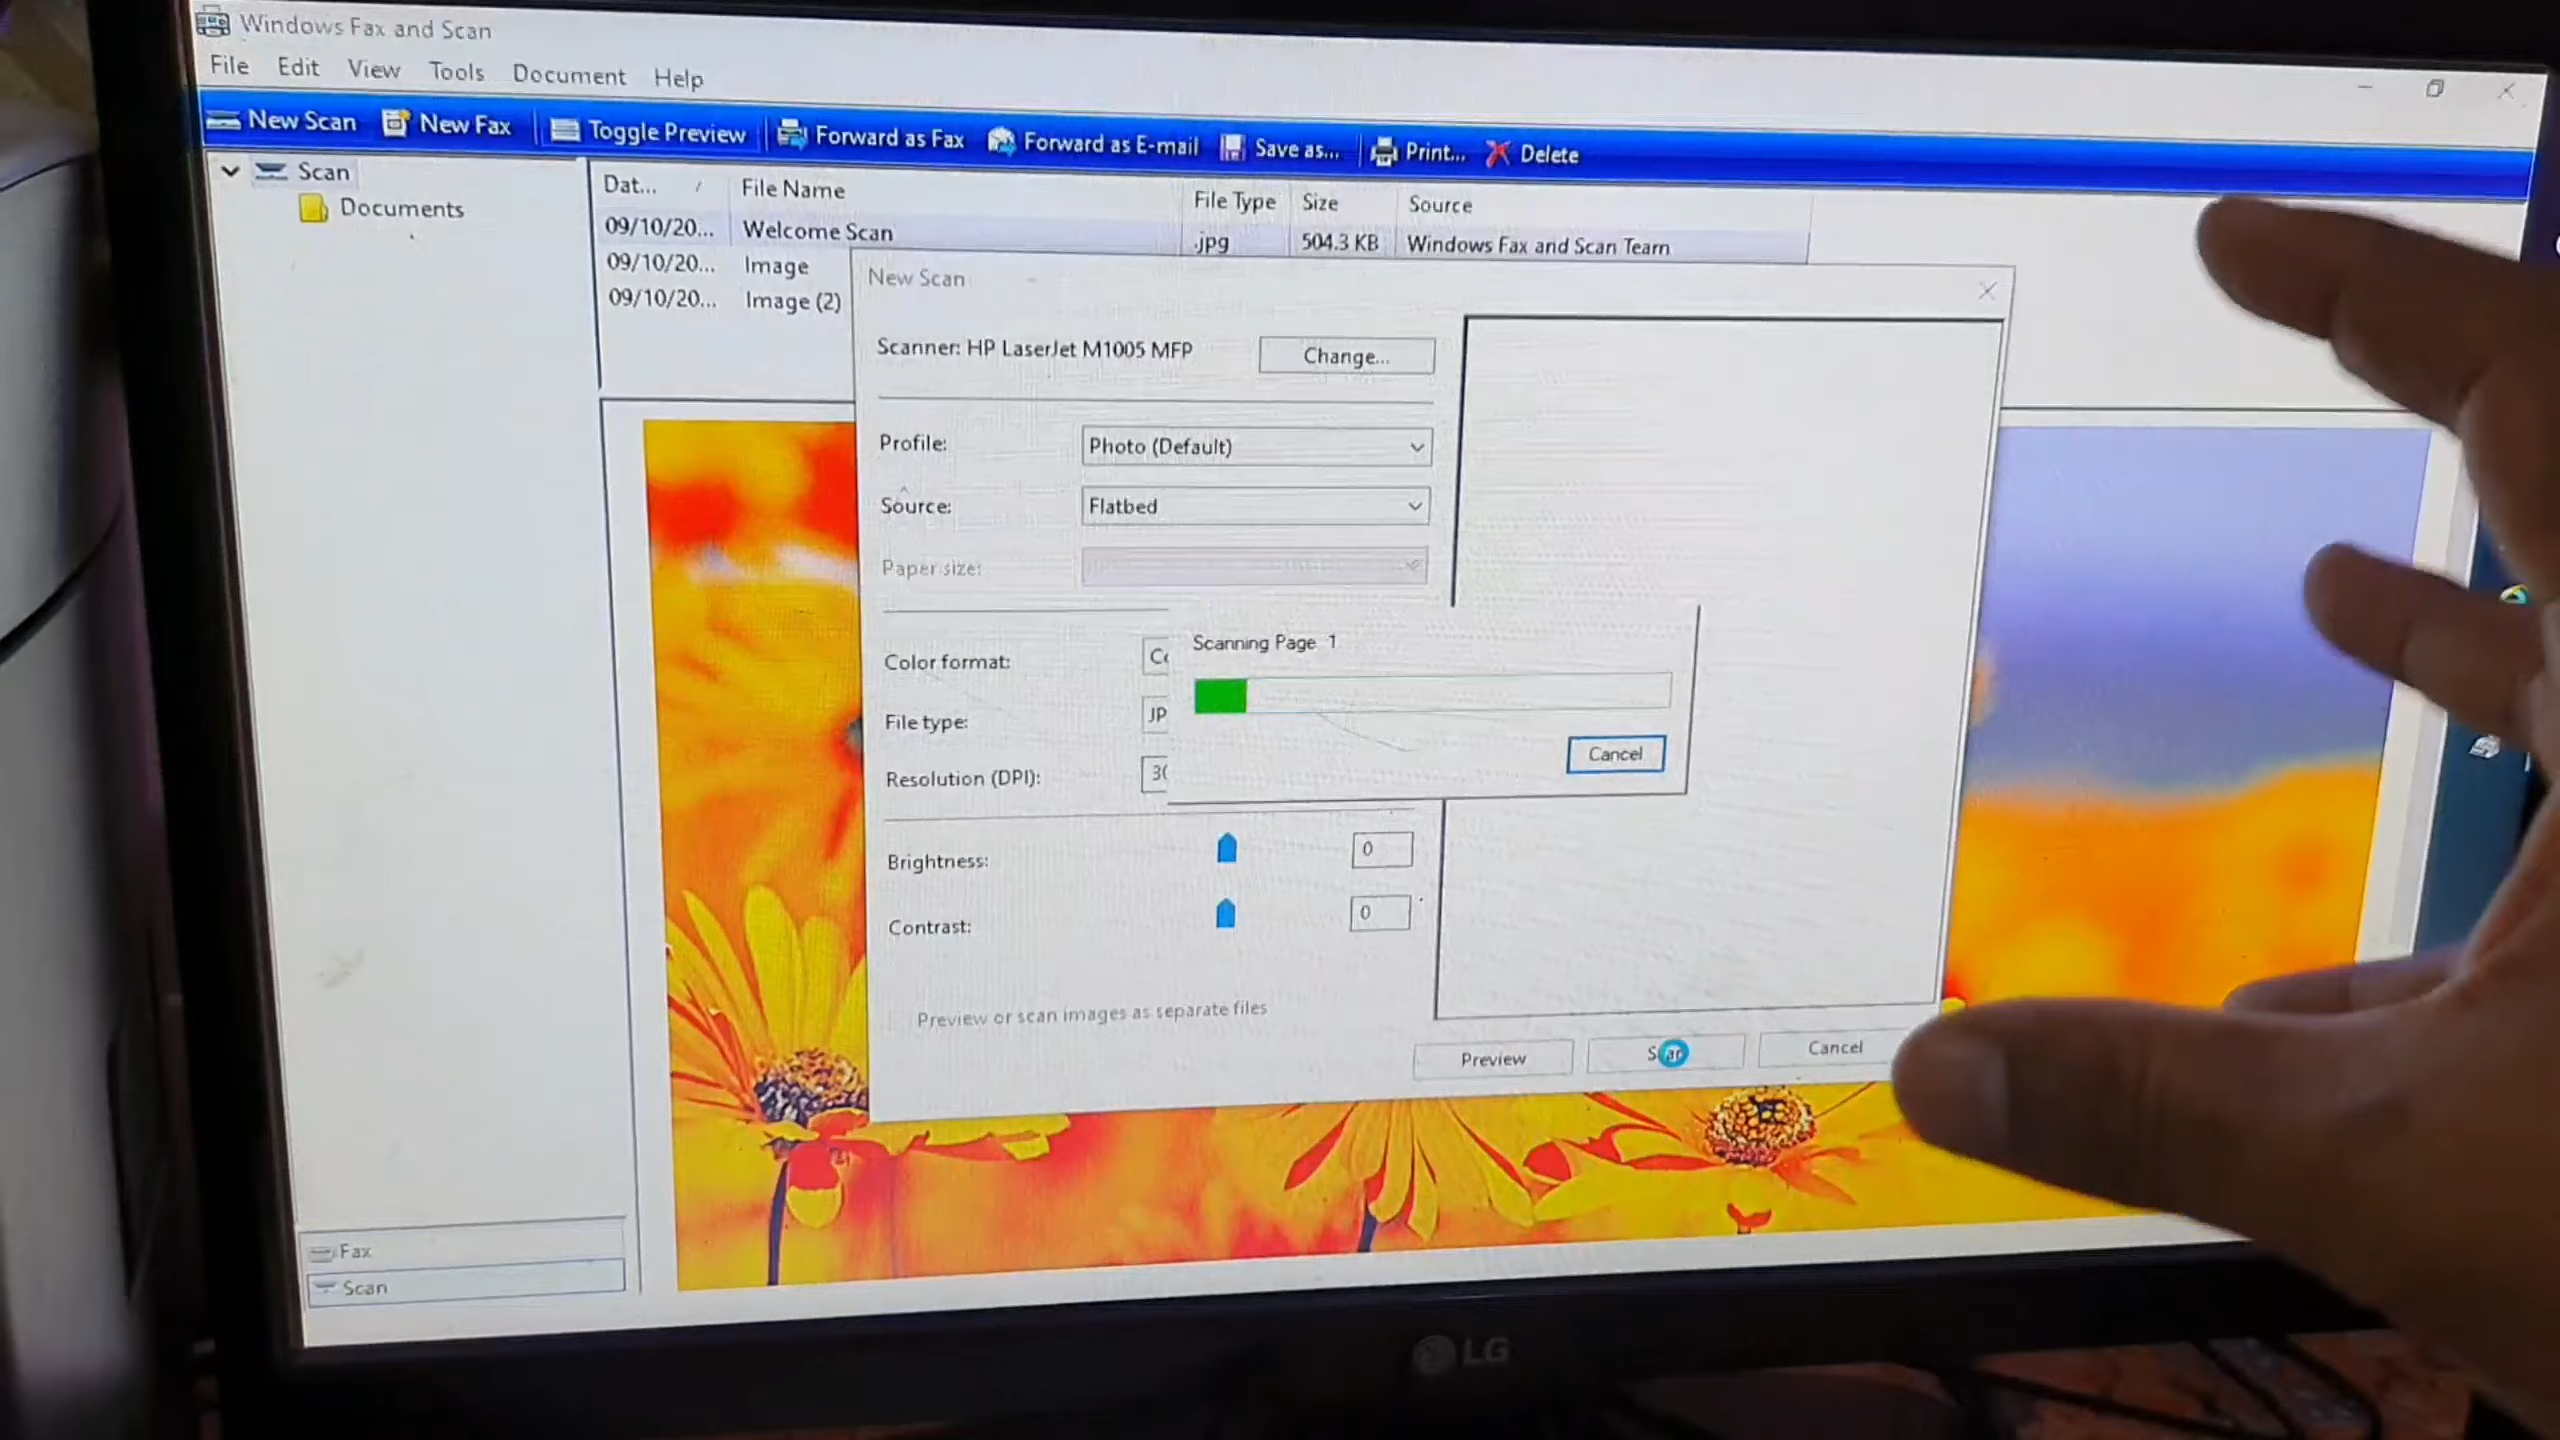 Windows Fax and Scan
File Edit View Tools Document Help
New Scan New Fax Toggle Preview Forward as Fax Forward as E-mail Save as... Print... Delete
Scan
Documents
Dat... File Name File Type Size Source
09/10/20... Welcome Scan .jpg 504.3 KB Windows Fax and Scan Team
09/10/20... Image
09/10/20... Image (2)
New Scan
Scanner: HP LaserJet M1005 MFP Change...
Profile: Photo (Default)
Source: Flatbed
Paper size:
Scanning Page 1
Cancel
Color format: Co
File type: JP
Resolution (DPI): 30
Brightness: 0
Contrast: 0
Preview or scan images as separate files
Preview Scan Cancel
Fax
Scan
LG